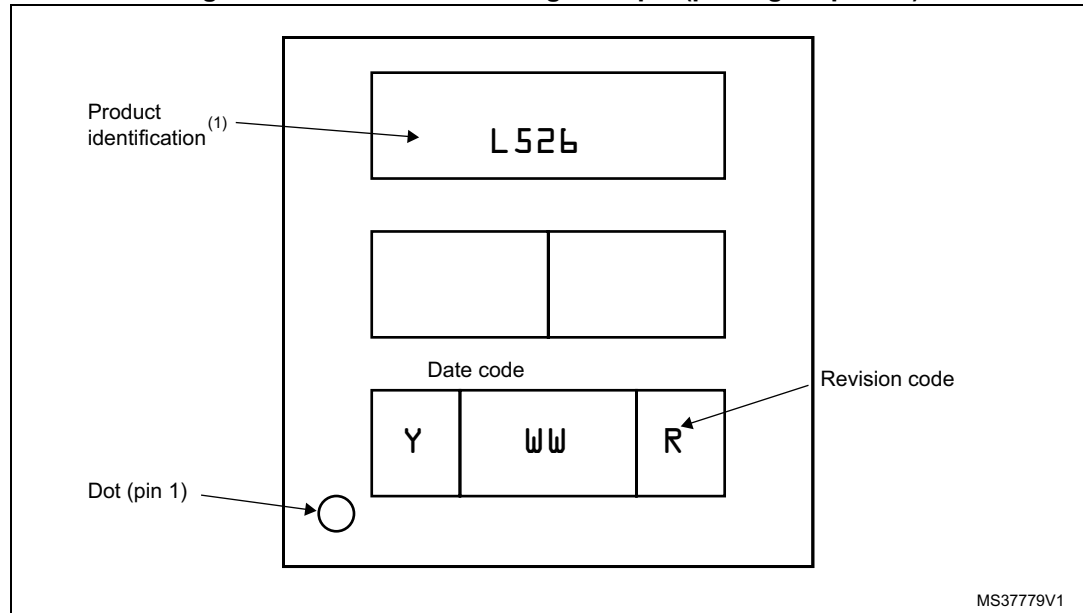 Product
identification (1)
L526
Date code
Y WW R
Revision code
Dot (pin 1)
MS37779V1